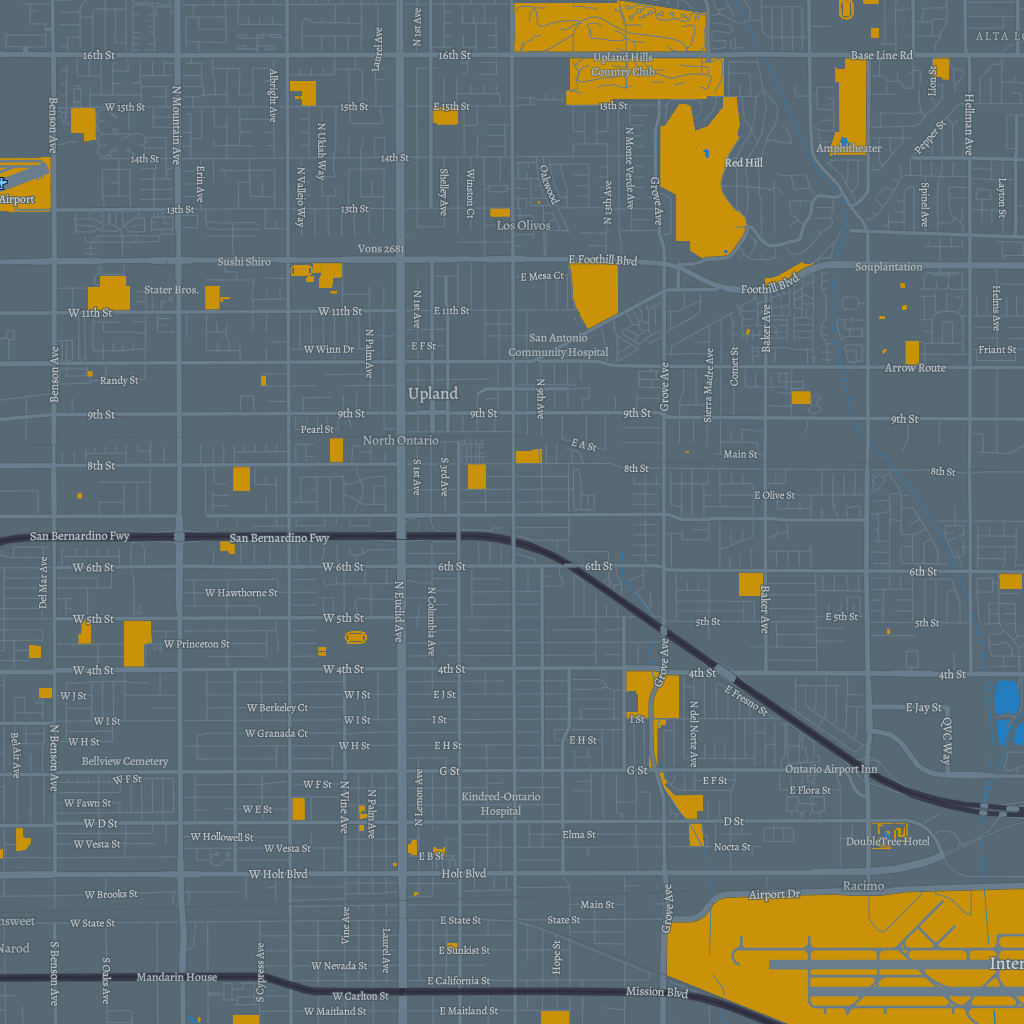 16th St
16th St
Base Line Rd
ALTA LO
Upland Hills
Country Club
N 1st Ave
Laurel Ave
Albright Ave
Benson Ave
N Mountain Ave
W 15th St
15th St
E 15th St
15th St
Lion St
Hellman Ave
Pepper St
Amphitheater
N Ukiah Way
14th St
14th St
N Monte Verde Ave
Red Hill
Erin Ave
N Vallejo Way
Shelley Ave
Winston Ct
Oakwood
N 13th Ave
Grove Ave
Spinel Ave
Layton St
Airport
13th St
13th St
Los Olivos
Vons 2681
Sushi Shiro
E Foothill Blvd
Souplantation
Stater Bros.
E Mesa Ct
Foothill Blvd
W 11th St
W 11th St
N 1st Ave
E 11th St
Baker Ave
Helms Ave
San Antonio
Community Hospital
W Winn Dr
N Palm Ave
E F St
Friant St
Benson Ave
Randy St
Grove Ave
Sierra Madre Ave
Comet St
Arrow Route
Upland
N 9th Ave
9th St
9th St
9th St
9th St
9th St
Pearl St
North Ontario
E A St
Main St
8th St
S 1st Ave
S 3rd Ave
8th St
8th St
E Olive St
San Bernardino Fwy
San Bernardino Fwy
W 6th St
W 6th St
6th St
6th St
6th St
Del Mar Ave
W Hawthorne St
N Euclid Ave
N Columbia Ave
Baker Ave
W 5th St
W 5th St
5th St
E 5th St
5th St
W Princeton St
W 4th St
W 4th St
4th St
Grove Ave
4th St
4th St
W J St
W J St
E J St
E Fresno St
W Berkeley Ct
E Jay St
W I St
W I St
I St
I St
N del Norte Ave
QVC Way
W Granada Ct
Bel Air Ave
N Benson Ave
W H St
W H St
E H St
E H St
Bellview Cemetery
G St
G St
Ontario Airport Inn
W F St
W F St
E F St
E Flora St
W Fawn St
W E St
N Vine Ave
N Palm Ave
N Lemon Ave
Kindred-Ontario
Hospital
W D St
D St
W Hollowell St
Elma St
W Vesta St
W Vesta St
E B St
Nocta St
DoubleTree Hotel
W Holt Blvd
Holt Blvd
Racimo
W Brooks St
Airport Dr
Main St
nsweet
W State St
Vine Ave
E State St
State St
Grove Ave
Narod
Laurel Ave
E Sunkist St
Hope St
S Benson Ave
S Oaks Ave
S Cypress Ave
W Nevada St
Inter
Mandarin House
E California St
W Carlton St
Mission Blvd
W Maitland St
E Maitland St